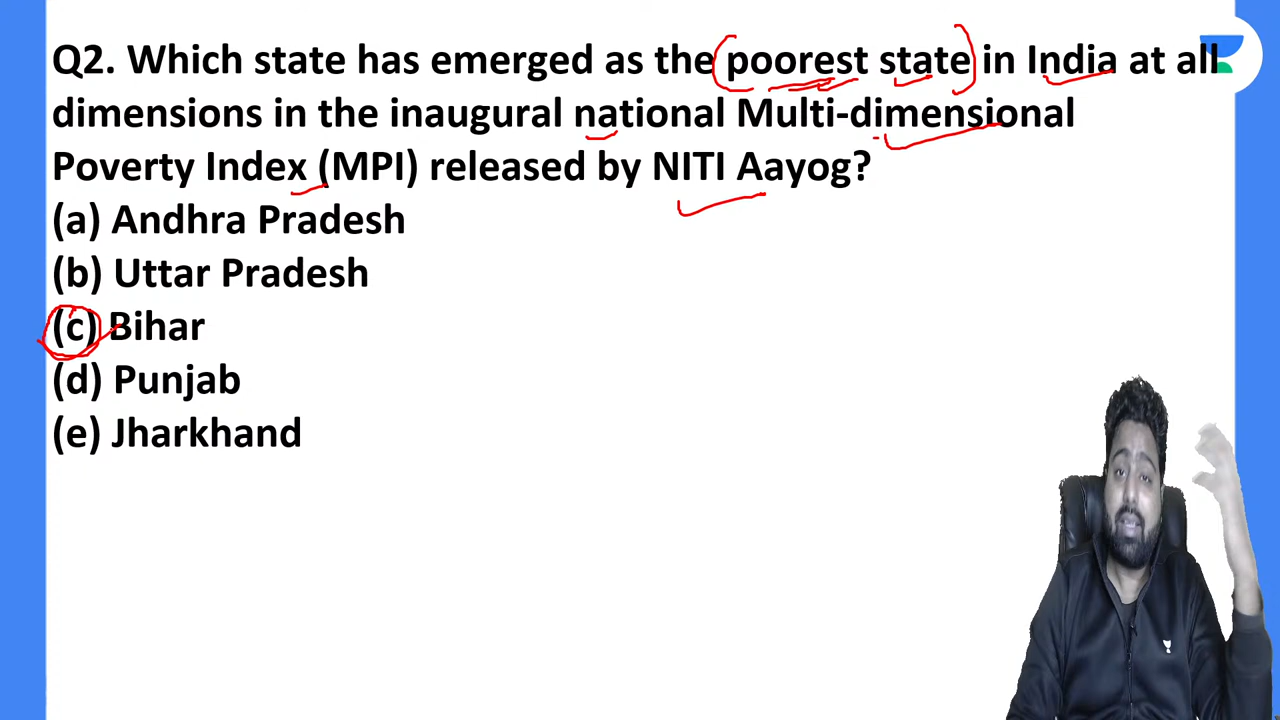 Q2. Which state has emerged as the poorest state in India at all
dimensions in the inaugural national Multi-dimensional
Poverty Index (MPI) released by NITI Aayog?
(a) Andhra Pradesh
(b) Uttar Pradesh
(c) Bihar
(d) Punjab
(e) Jharkhand